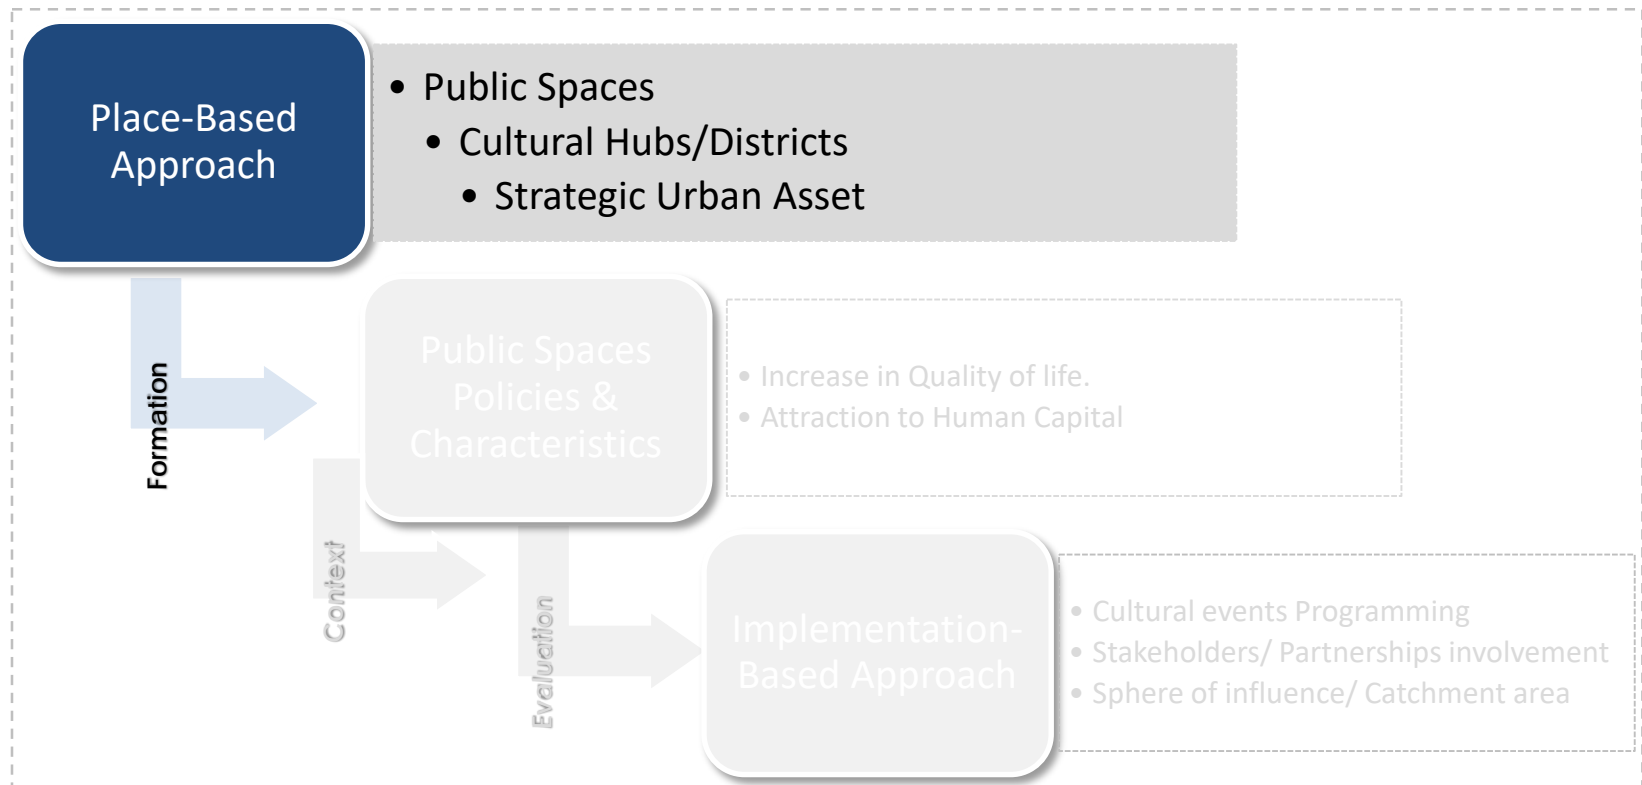 Place-Based
Approach
• Public Spaces
• Cultural Hubs/Districts
• Strategic Urban Asset
Formation
Public Spaces
Policies &
Characteristics
• Increase in Quality of life.
• Attraction to Human Capital
Context
Evaluation
Implementation-
Based Approach
• Cultural events Programming
• Stakeholders/ Partnerships involvement
• Sphere of influence/ Catchment area